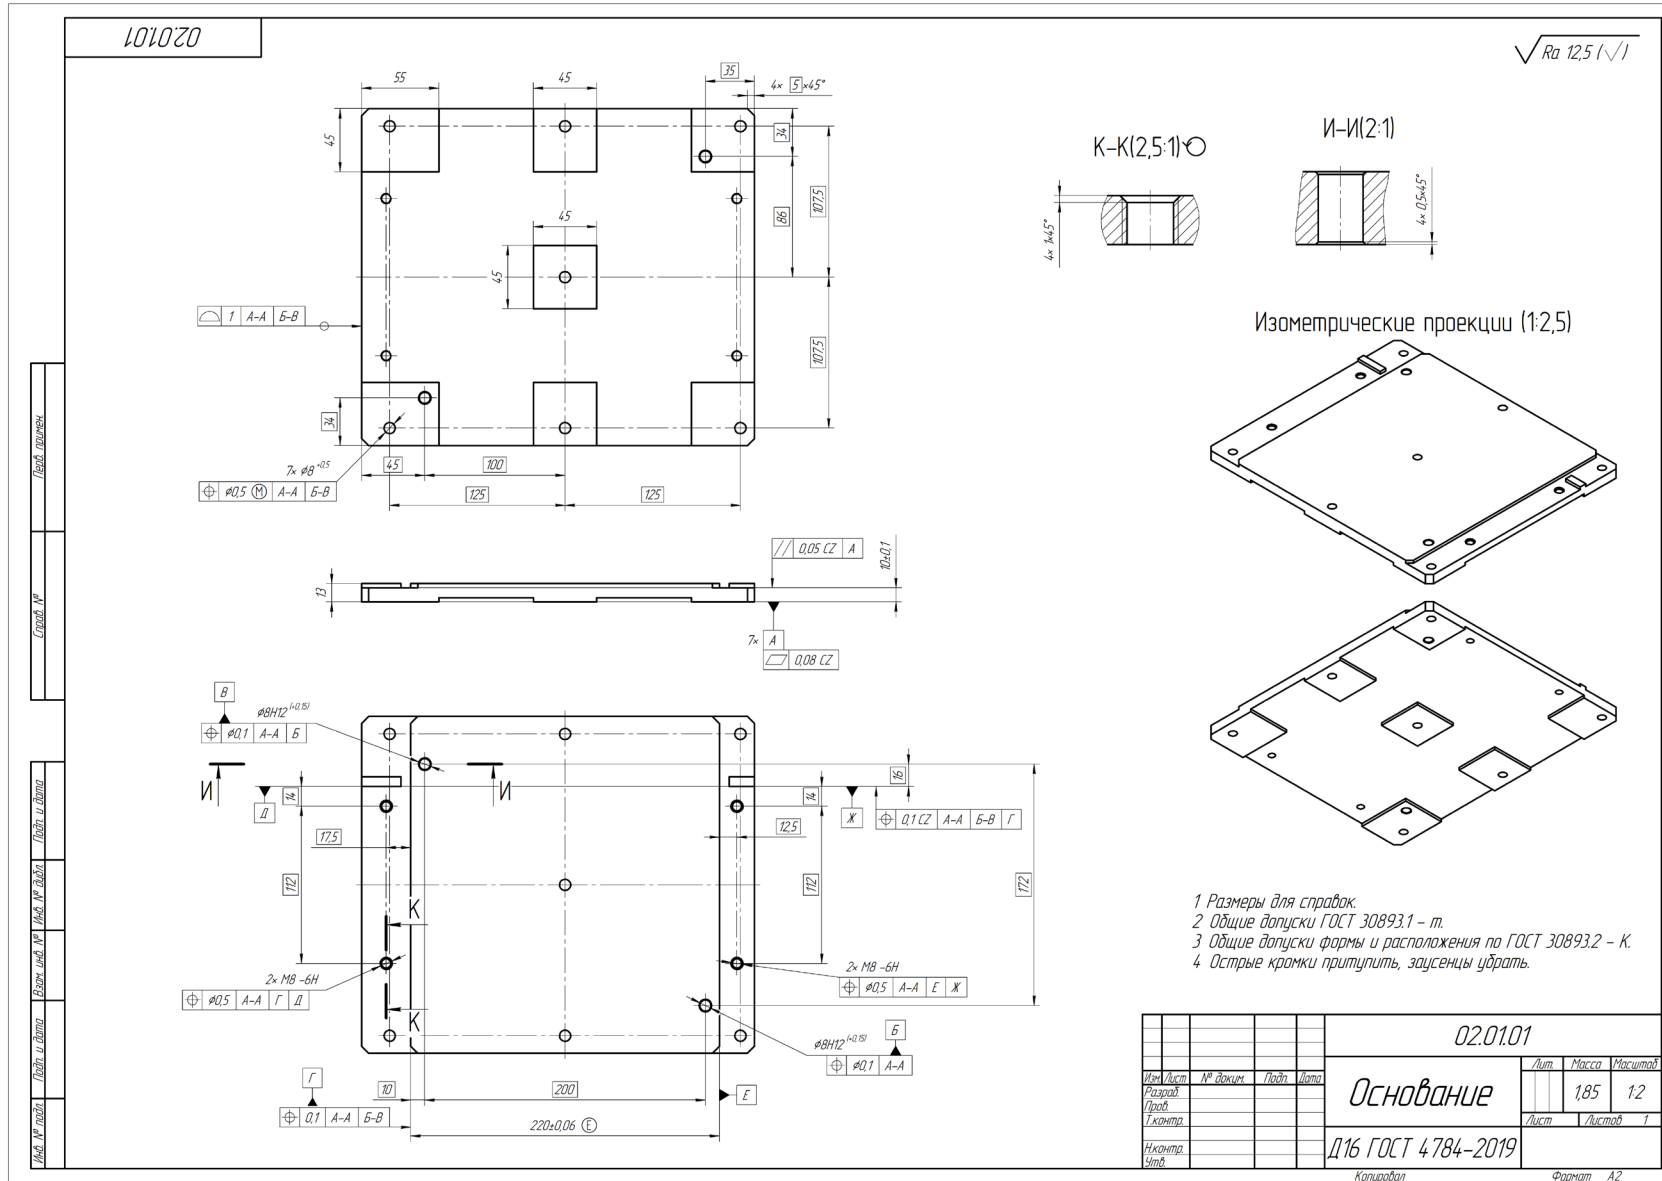 02.01.01
Ra 12,5 (√)
55
45
35
4× 5 ×45°
45
34
107,5
86
45
45
107,5
1 А–А Б–В
34
7× ⌀8 +0,5
⌀0,5 Ⓜ А–А Б–В
45
100
125
125
К–К(2,5:1)
4× 1×45°
И–И(2:1)
4× 0,5×45°
Изометрические проекции (1:2,5)
// 0,05 CZ А
10±0,1
13
7× А
0,08 CZ
В
⌀8H12 (+0,15)
⌀0,1 А–А Б
И
И
Д
14
17,5
112
К
К
2× М8 –6Н
⌀0,5 А–А Г Д
Г
0,1 А–А Б–В
10
200
220±0,06 Ⓔ
Е
16
14
Ж
0,1 CZ А–А Б–В Г
12,5
112
172
2× М8 –6Н
⌀0,5 А–А Е Ж
Б
⌀8H12 (+0,15)
⌀0,1 А–А
1 Размеры для справок.
2 Общие допуски ГОСТ 30893.1 – m.
3 Общие допуски формы и расположения по ГОСТ 30893.2 – К.
4 Острые кромки притупить, заусенцы убрать.
Перв. примен.
Справ. №
Подп. и дата
Инв. № дубл.
Взам. инв. №
Подп. и дата
Инв. № подл.
02.01.01
Изм. Лист № докум. Подп. Дата
Разраб.
Пров.
Т.контр.
Н.контр.
Утв.
Основание
Лит. Масса Масштаб
1,85 1:2
Лист Листов 1
Д16 ГОСТ 4784–2019
Копировал Формат А2